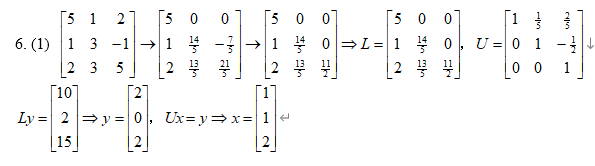 6. (1) [5 1 2; 1 3 -1; 2 3 5] → [5 0 0; 1 14/5 -7/5; 2 13/5 21/5] → [5 0 0; 1 14/5 0; 2 13/5 11/2] ⇒ L = [5 0 0; 1 14/5 0; 2 13/5 11/2], U = [1 1/5 2/5; 0 1 -1/2; 0 0 1] ↓
Ly = [10; 2; 15] ⇒ y = [2; 0; 2], Ux = y ⇒ x = [1; 1; 2] ↵